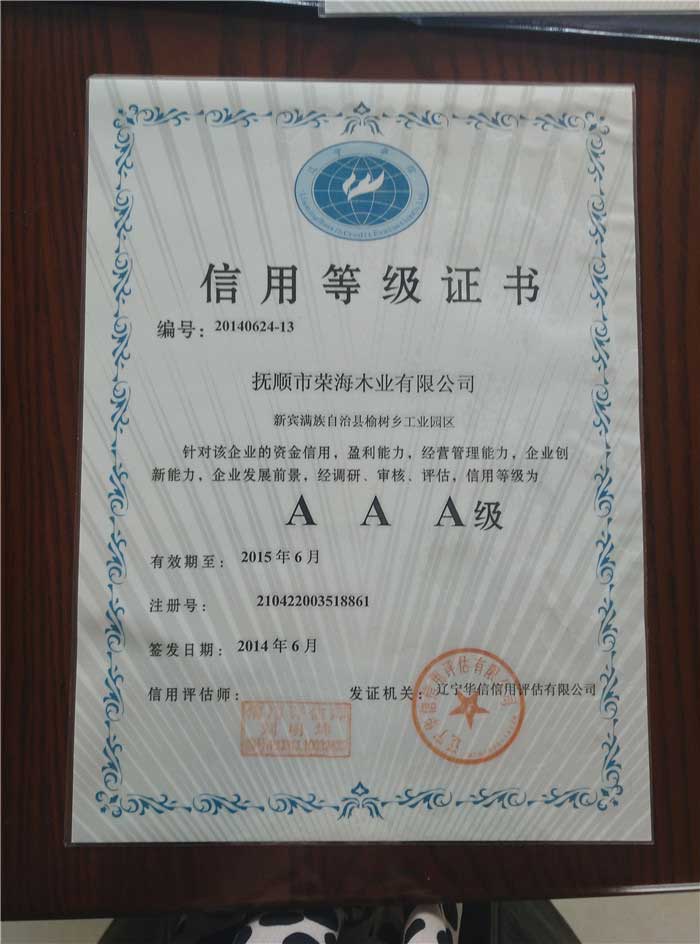 信用等级证书
编号：20140624-13
抚顺市荣海木业有限公司
新宾满族自治县榆树乡工业园区
针对该企业的资金信用，盈利能力，经营管理能力，企业创
新能力，企业发展前景，经调研、审核、评估，信用等级为
A A A级
有效期至：2015年6月
注册号：210422003518861
签发日期：2014年6月
信用评估师：
发证机关：辽宁华信信用评估有限公司